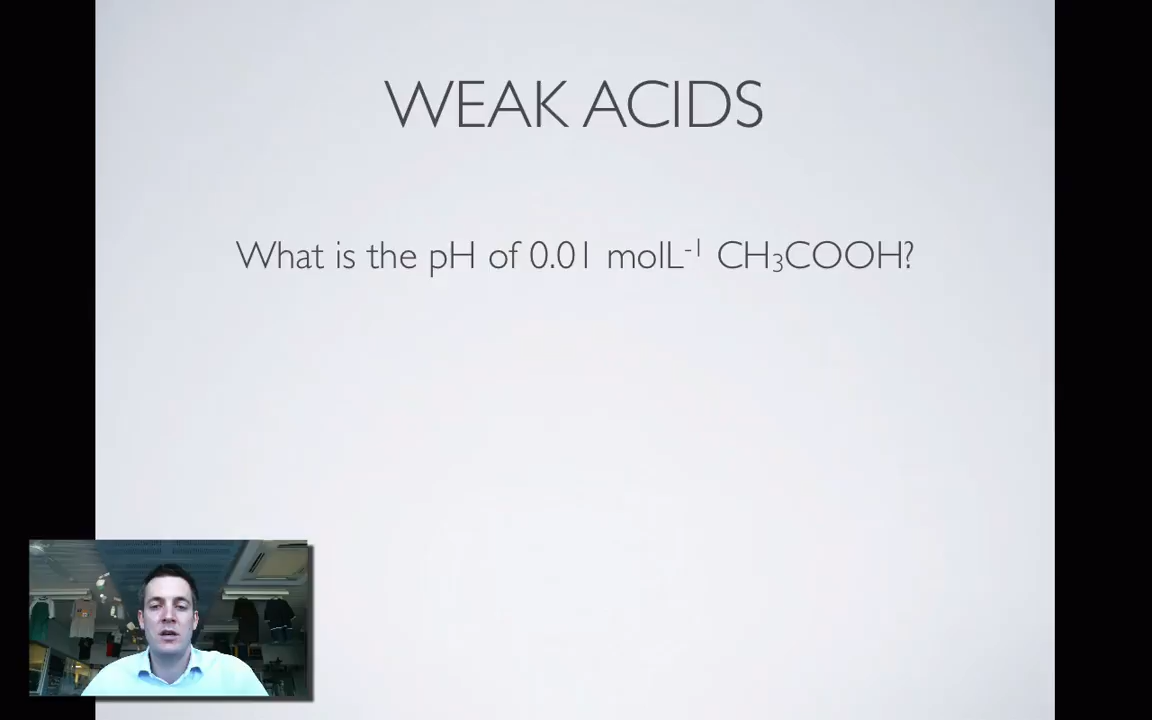 WEAK ACIDS
What is the pH of 0.01 molL⁻¹ CH₃COOH?